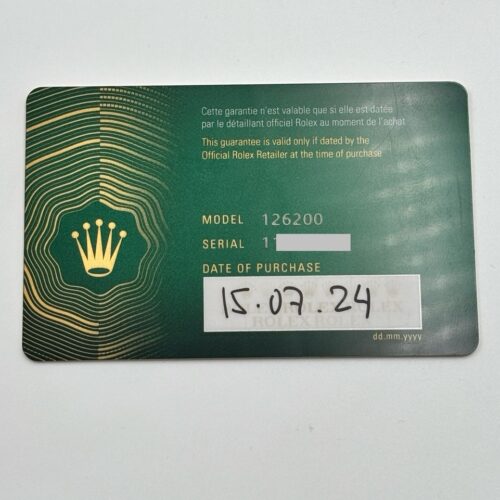 Cette garantie n'est valable que si elle est datée
par le détaillant officiel Rolex au moment de l'achat
This guarantee is valid only if dated by the
Official Rolex Retailer at the time of purchase
MODEL 126200
SERIAL 1
DATE OF PURCHASE
15.07.24
ROLEX
dd.mm.yyyy